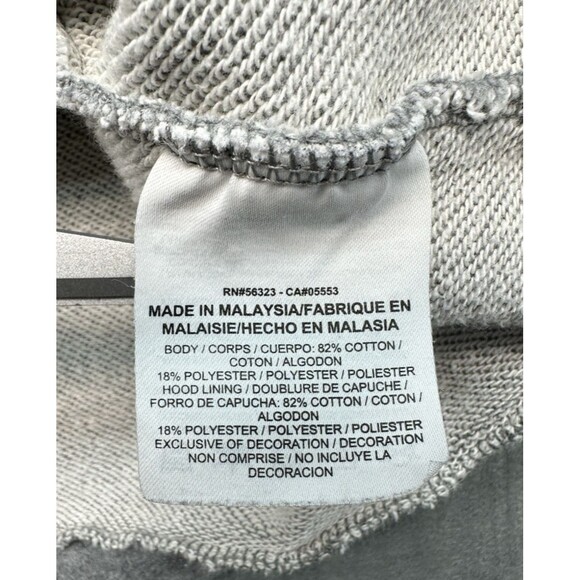 RN#56323 - CA#05553
MADE IN MALAYSIA/FABRIQUE EN
MALAISIE/HECHO EN MALASIA
BODY / CORPS / CUERPO: 82% COTTON /
COTON / ALGODON
18% POLYESTER / POLYESTER / POLIESTER
HOOD LINING / DOUBLURE DE CAPUCHE /
FORRO DE CAPUCHA: 82% COTTON / COTON /
ALGODON
18% POLYESTER / POLYESTER / POLIESTER
EXCLUSIVE OF DECORATION / DECORATION
NON COMPRISE / NO INCLUYE LA
DECORACION